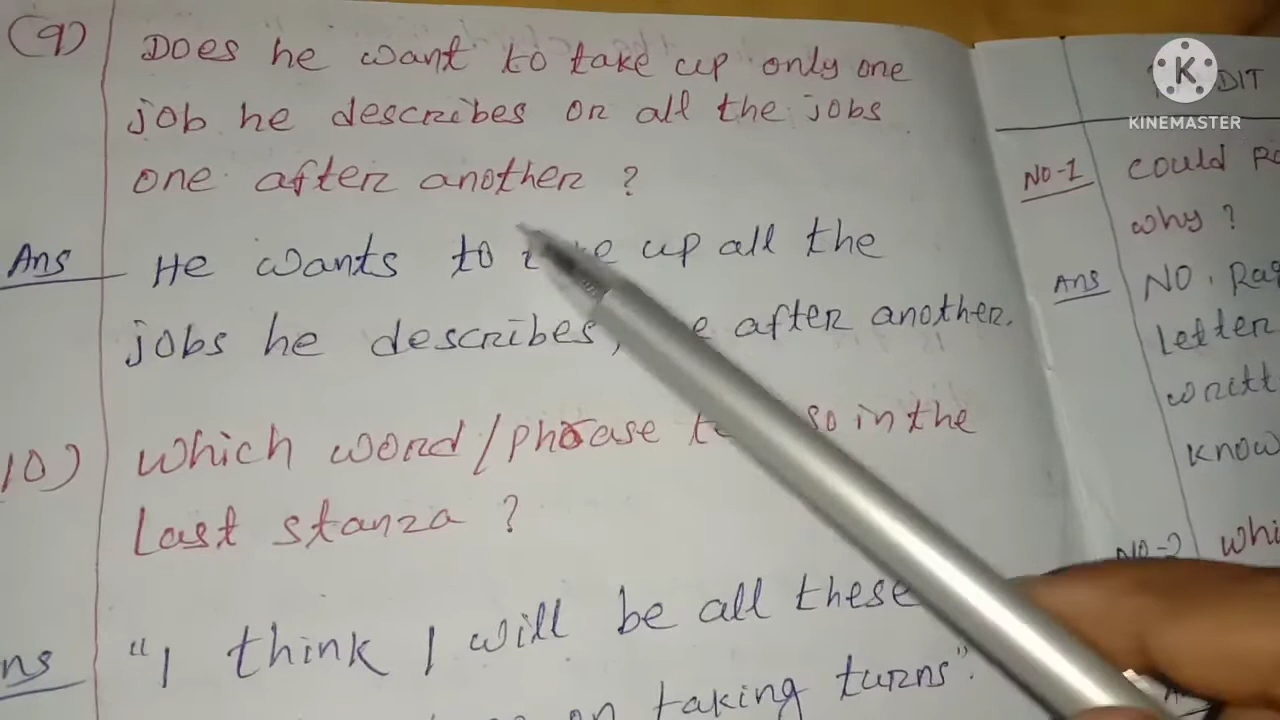 (9) Does he want to take up only one
job he describes or all the jobs
one after another ?
Ans He wants to up all the
jobs he describes, after another.
10) Which word/phrase so in the
Last stanza ?
ns "I think I will be all these
on taking turns".
KINEMASTER
DIT
NO-1 could
why ?
Ans NO.
Letter
writt
know
NO-2 whi